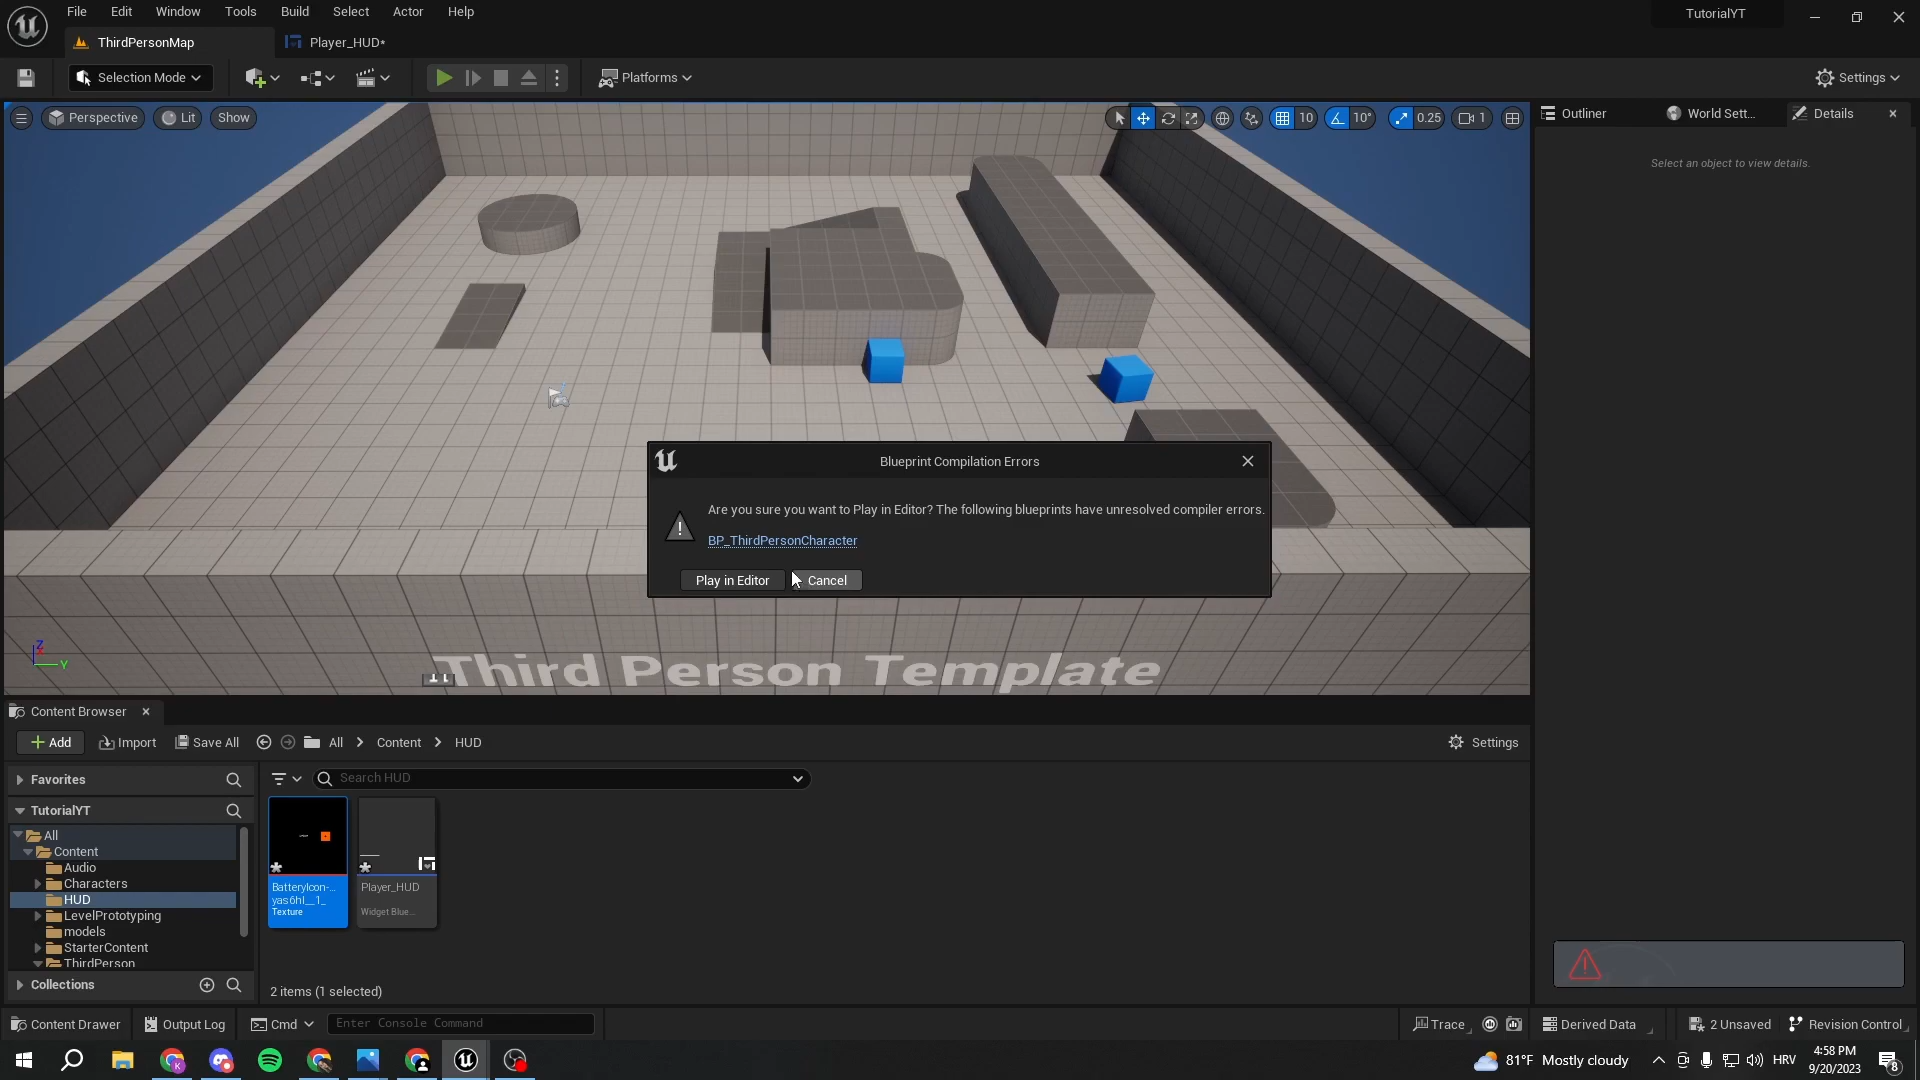 File Edit Window Tools Build Select Actor Help
TutorialYT
ThirdPersonMap
Player_HUD*
Selection Mode
Platforms
Settings
Perspective
Lit
Show
10
10°
0.25
1
Outliner
World Sett...
Details
Select an object to view details.
Blueprint Compilation Errors
Are you sure you want to Play in Editor? The following blueprints have unresolved compiler errors.
BP_ThirdPersonCharacter
Play in Editor
Cancel
Z
Y
Third Person Template
Content Browser
Add
Import
Save All
All
Content
HUD
Settings
Favorites
Search HUD
TutorialYT
All
Content
Audio
Characters
HUD
LevelPrototyping
models
StarterContent
ThirdPerson
BatteryIcon-...
yas6hl__1_
Texture
Player_HUD
Widget Blue...
Collections
2 items (1 selected)
Content Drawer
Output Log
Cmd
Enter Console Command
Trace
Derived Data
2 Unsaved
Revision Control
81°F Mostly cloudy
HRV
4:58 PM
9/20/2023
8